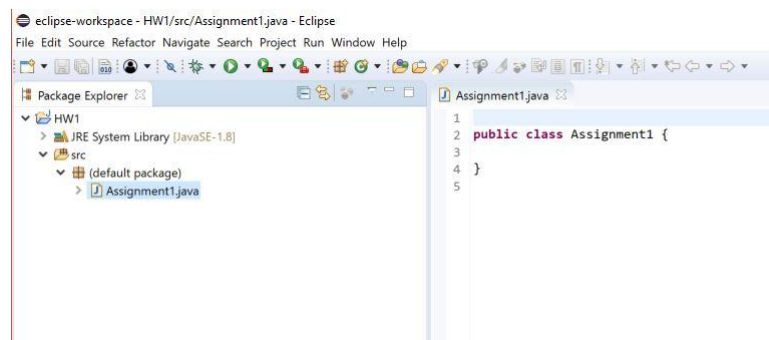 eclipse-workspace - HW1/src/Assignment1.java - Eclipse
File Edit Source Refactor Navigate Search Project Run Window Help
Package Explorer
HW1
JRE System Library [JavaSE-1.8]
src
(default package)
Assignment1.java
Assignment1.java
1
2 public class Assignment1 {
3
4 }
5